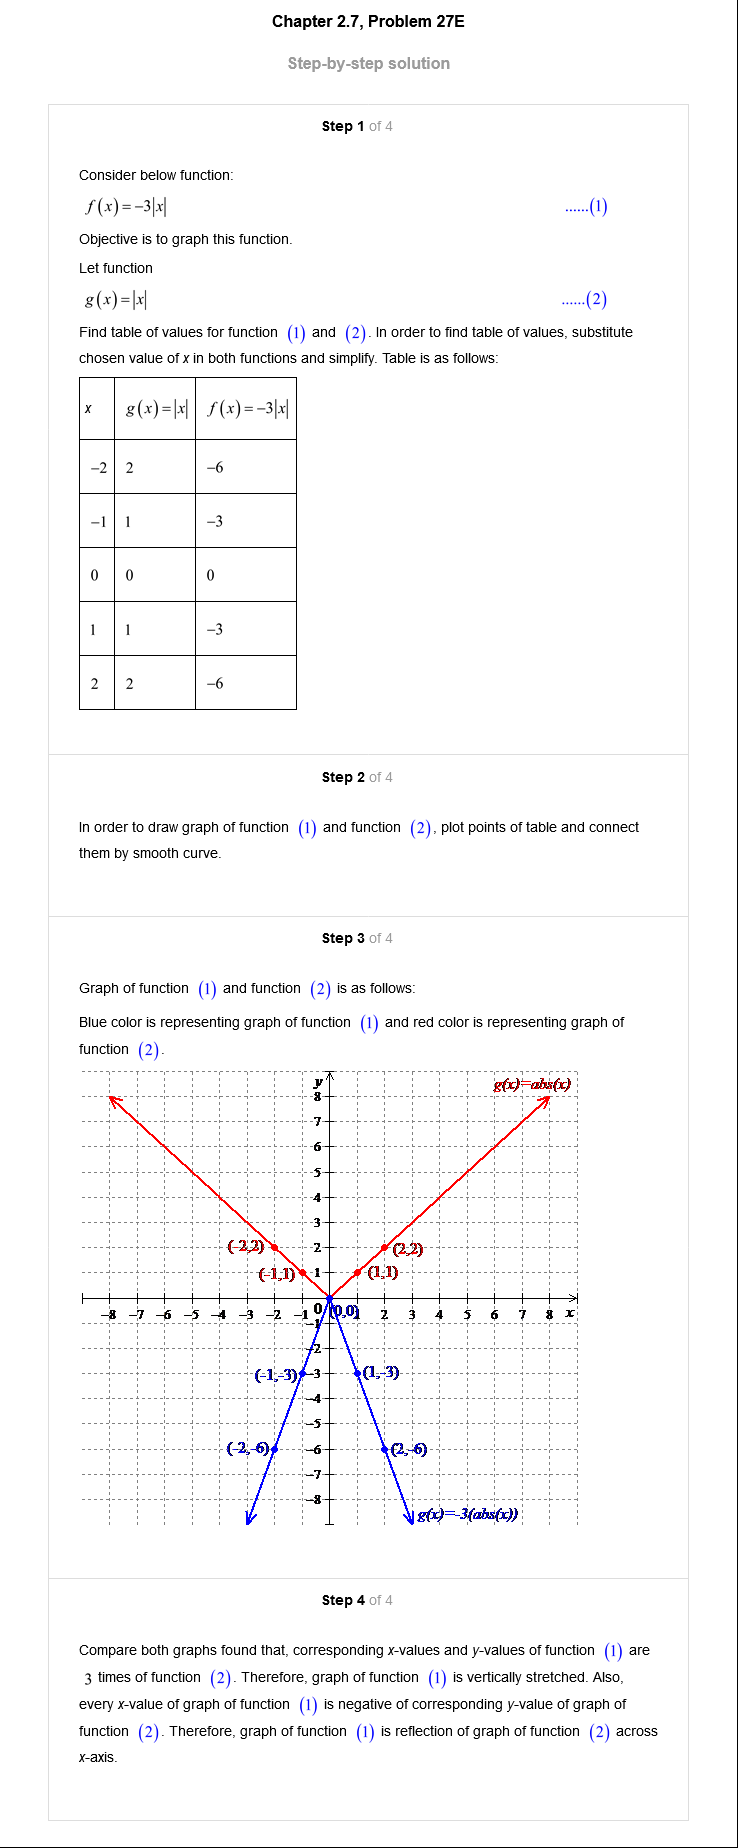 Chapter 2.7, Problem 27E
Step-by-step solution
Step 1 of 4
Consider below function:
f(x)=−3|x| ......(1)
Objective is to graph this function.
Let function
g(x)=|x| ......(2)
Find table of values for function (1) and (2). In order to find table of values, substitute
chosen value of x in both functions and simplify. Table is as follows:
x g(x)=|x| f(x)=−3|x|
−2 2 −6
−1 1 −3
0 0 0
1 1 −3
2 2 −6
Step 2 of 4
In order to draw graph of function (1) and function (2), plot points of table and connect
them by smooth curve.
Step 3 of 4
Graph of function (1) and function (2) is as follows:
Blue color is representing graph of function (1) and red color is representing graph of
function (2).
y
g(x)=abs(x)
8
7
6
5
4
3
(-2,2) 2 (2,2)
(-1,1) 1 (1,1)
−8 −7 −6 −5 −4 −3 −2 −1 0 (0,0) 2 3 4 5 6 7 8 x
−1
−2
(-1,-3) −3 (1,-3)
−4
−5
(-2,-6) −6 (2,-6)
−7
−8
g(x)=-3(abs(x))
Step 4 of 4
Compare both graphs found that, corresponding x-values and y-values of function (1) are
3 times of function (2). Therefore, graph of function (1) is vertically stretched. Also,
every x-value of graph of function (1) is negative of corresponding y-value of graph of
function (2). Therefore, graph of function (1) is reflection of graph of function (2) across
x-axis.